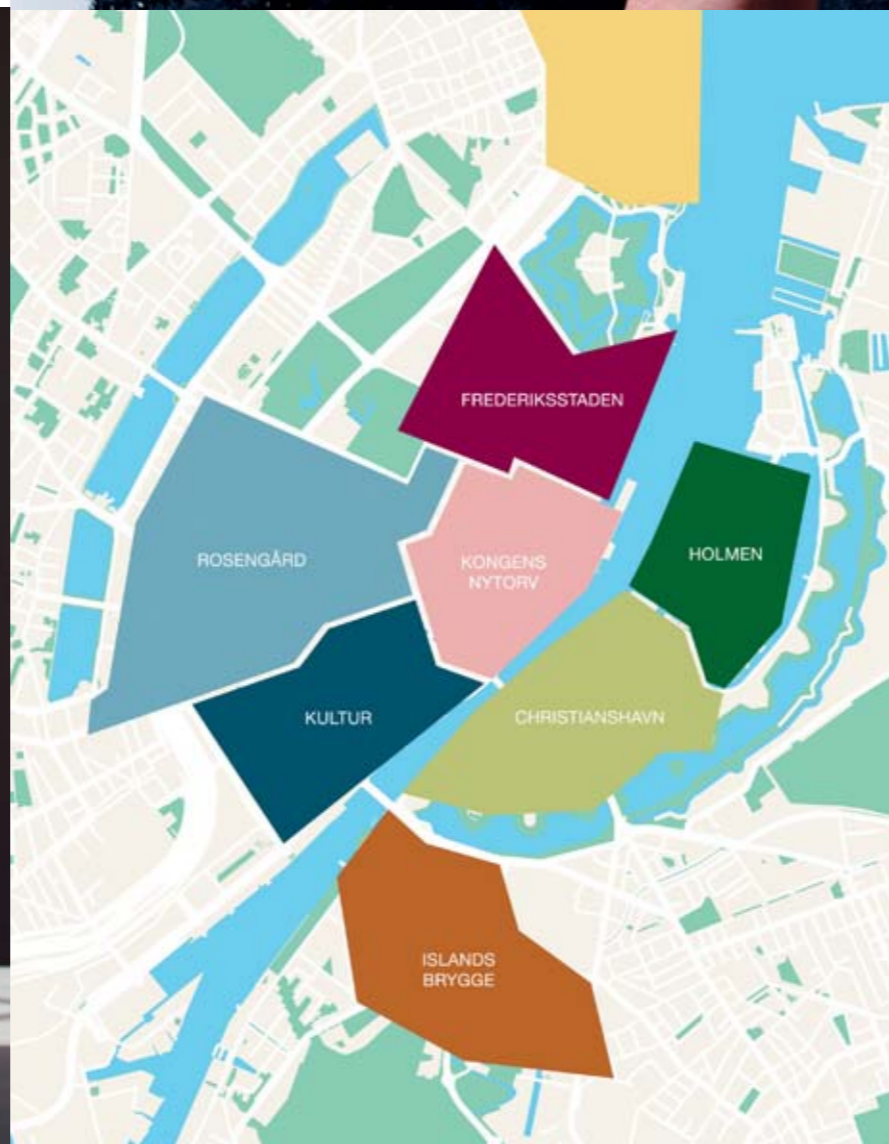 FREDERIKSSTADEN
HOLMEN
ROSENGÅRD
KONGENS
NYTORV
KULTUR
CHRISTIANSHAVN
ISLANDS
BRYGGE